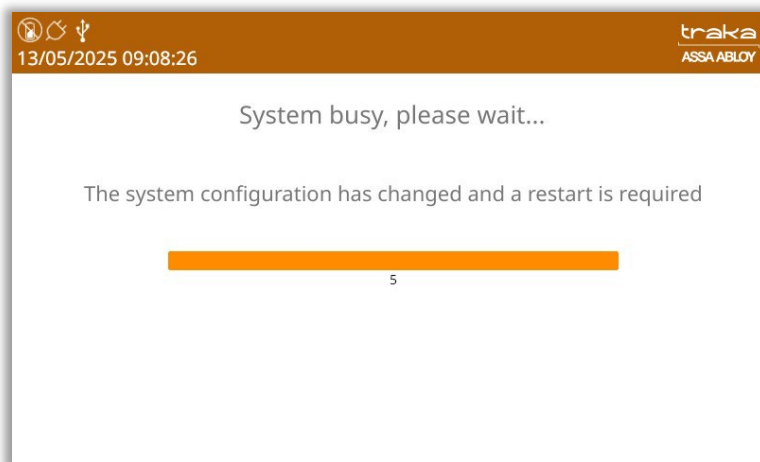 traka
13/05/2025 09:08:26
ASSA ABLOY
System busy, please wait...
The system configuration has changed and a restart is required
5